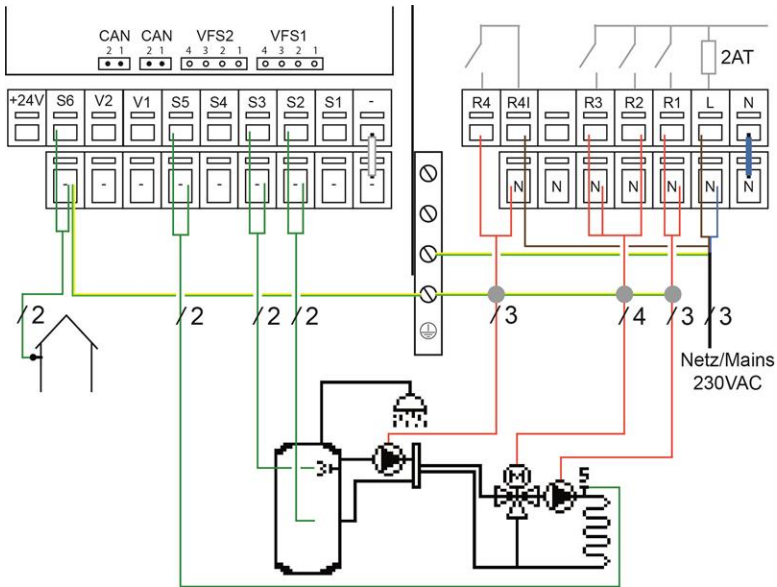 CAN CAN VFS2 VFS1
2 1 2 1 4 3 2 1 4 3 2 1
2AT
+24V S6 V2 V1 S5 S4 S3 S2 S1 - R4 R4I R3 R2 R1 L N
- - - - - - - - - N N N N N N N
/2 /2 /2 /2 /3 /4 /3 /3
Netz/Mains
230VAC
3
M
5